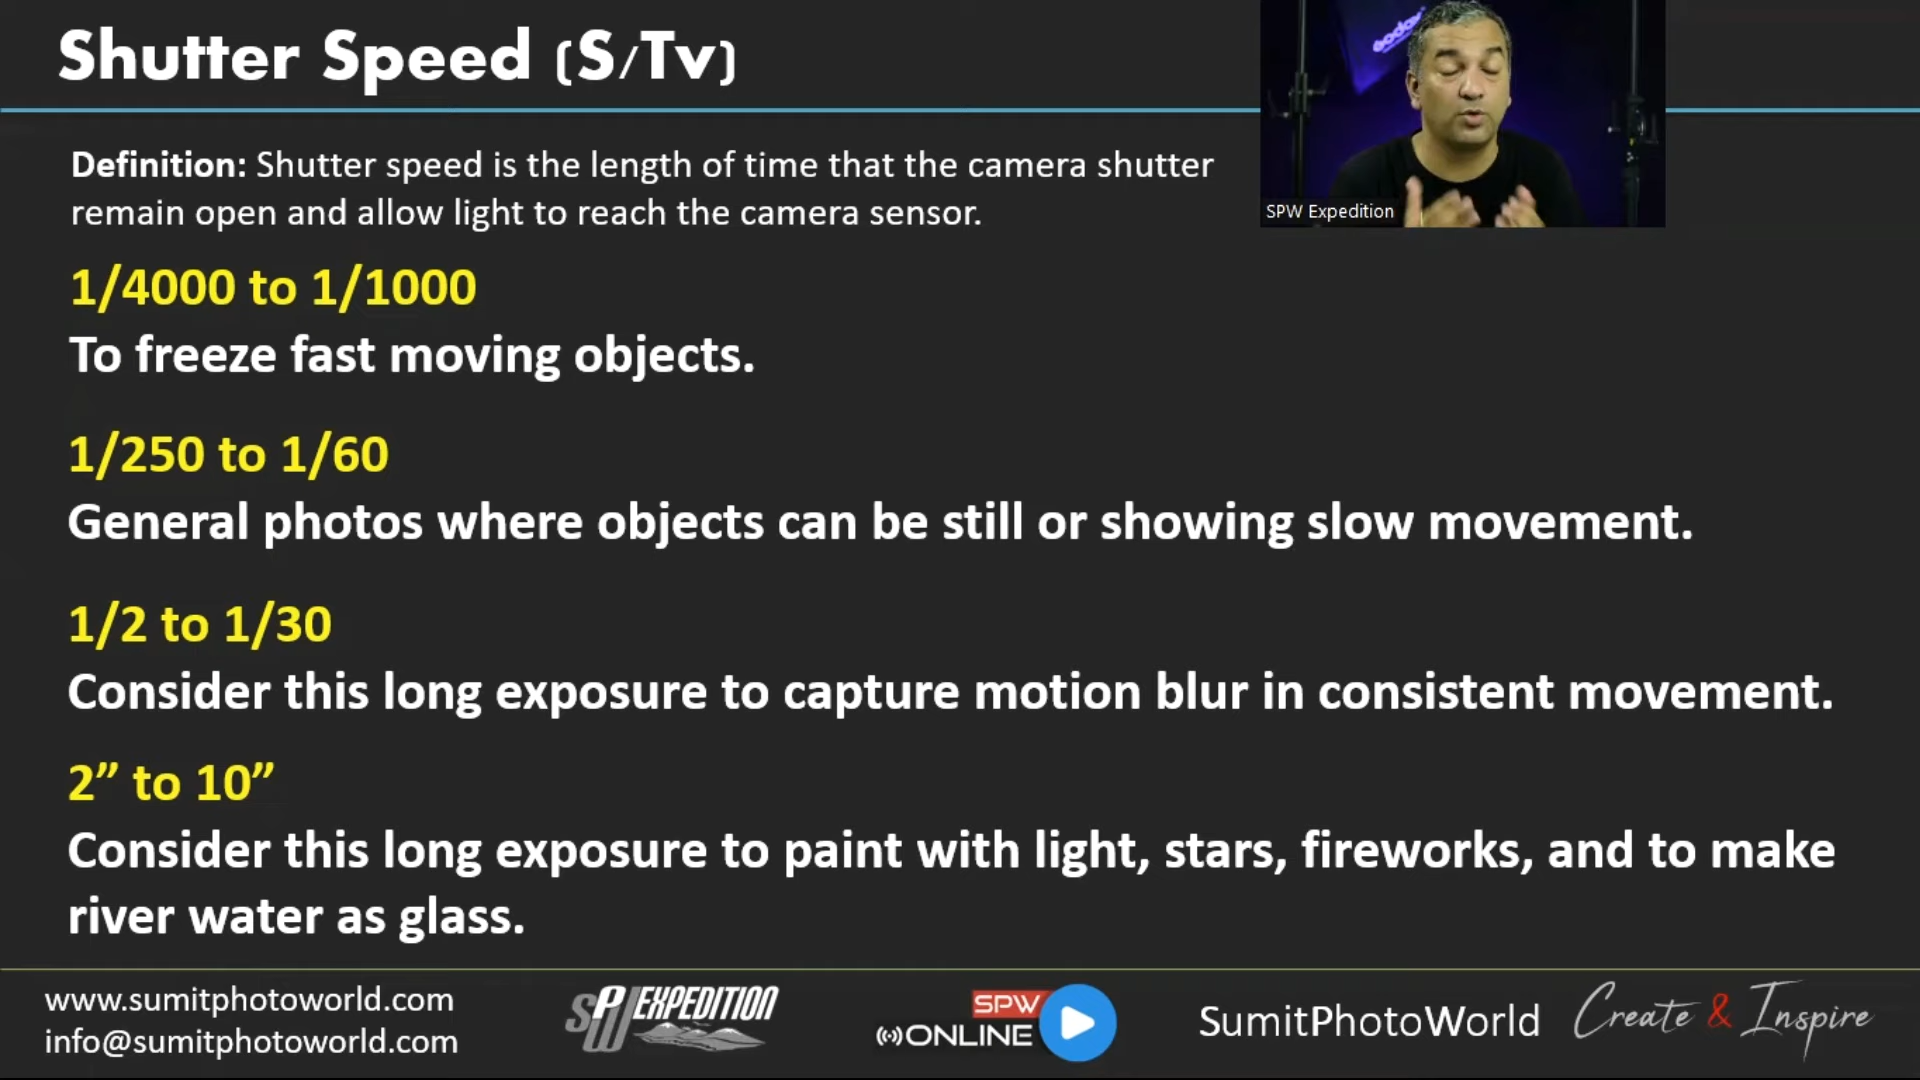 Shutter Speed (S/Tv)
Godox
Definition: Shutter speed is the length of time that the camera shutter
remain open and allow light to reach the camera sensor.
SPW Expedition
1/4000 to 1/1000
To freeze fast moving objects.
1/250 to 1/60
General photos where objects can be still or showing slow movement.
1/2 to 1/30
Consider this long exposure to capture motion blur in consistent movement.
2” to 10”
Consider this long exposure to paint with light, stars, fireworks, and to make
river water as glass.
www.sumitphotoworld.com
info@sumitphotoworld.com
SPW EXPEDITION
SPW
ONLINE
SumitPhotoWorld
Create & Inspire